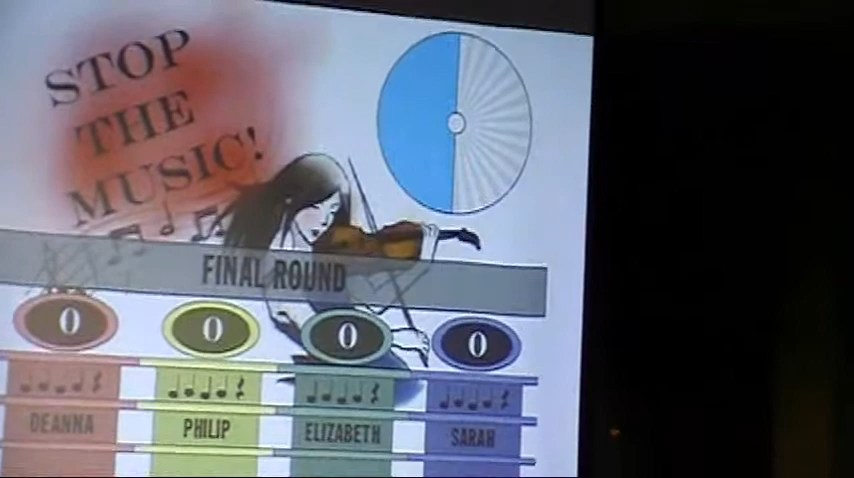 STOP
THE
MUSIC!
FINAL ROUND
0 0 0 0
DEANNA PHILIP ELIZABETH SARAH